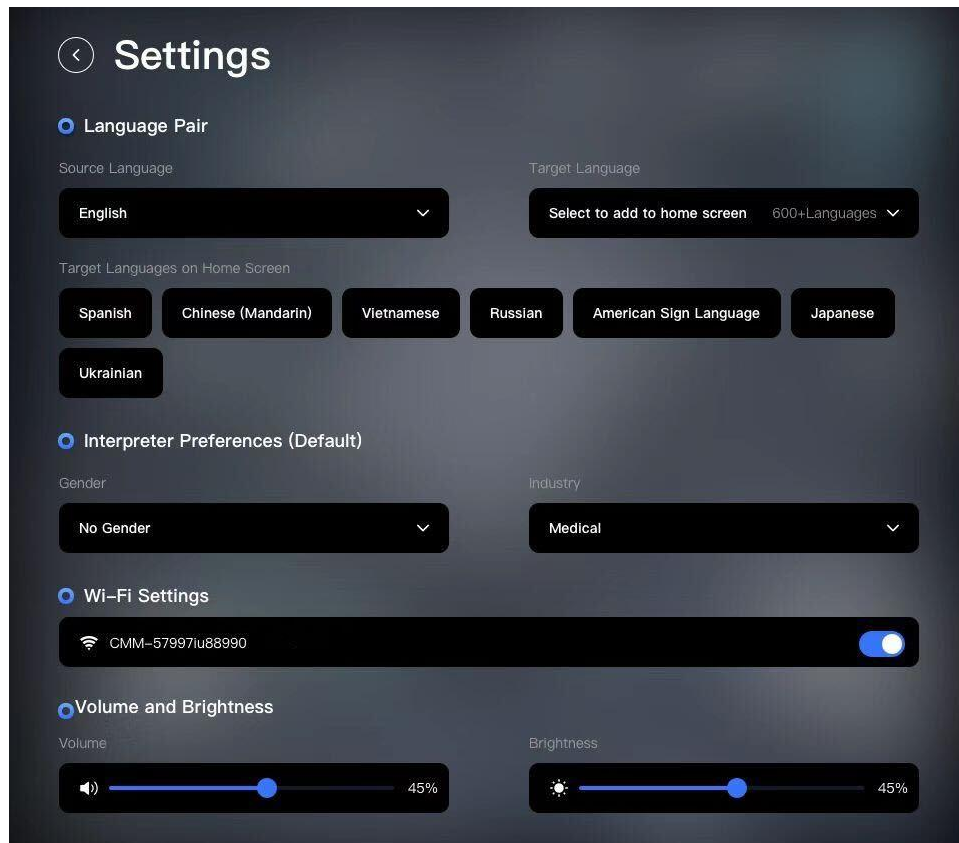 Settings
Language Pair
Source Language
Target Language
English
Select to add to home screen 600+Languages
Target Languages on Home Screen
Spanish
Chinese (Mandarin)
Vietnamese
Russian
American Sign Language
Japanese
Ukrainian
Interpreter Preferences (Default)
Gender
Industry
No Gender
Medical
Wi-Fi Settings
CMM-57997iu88990
Volume and Brightness
Volume
Brightness
45%
45%